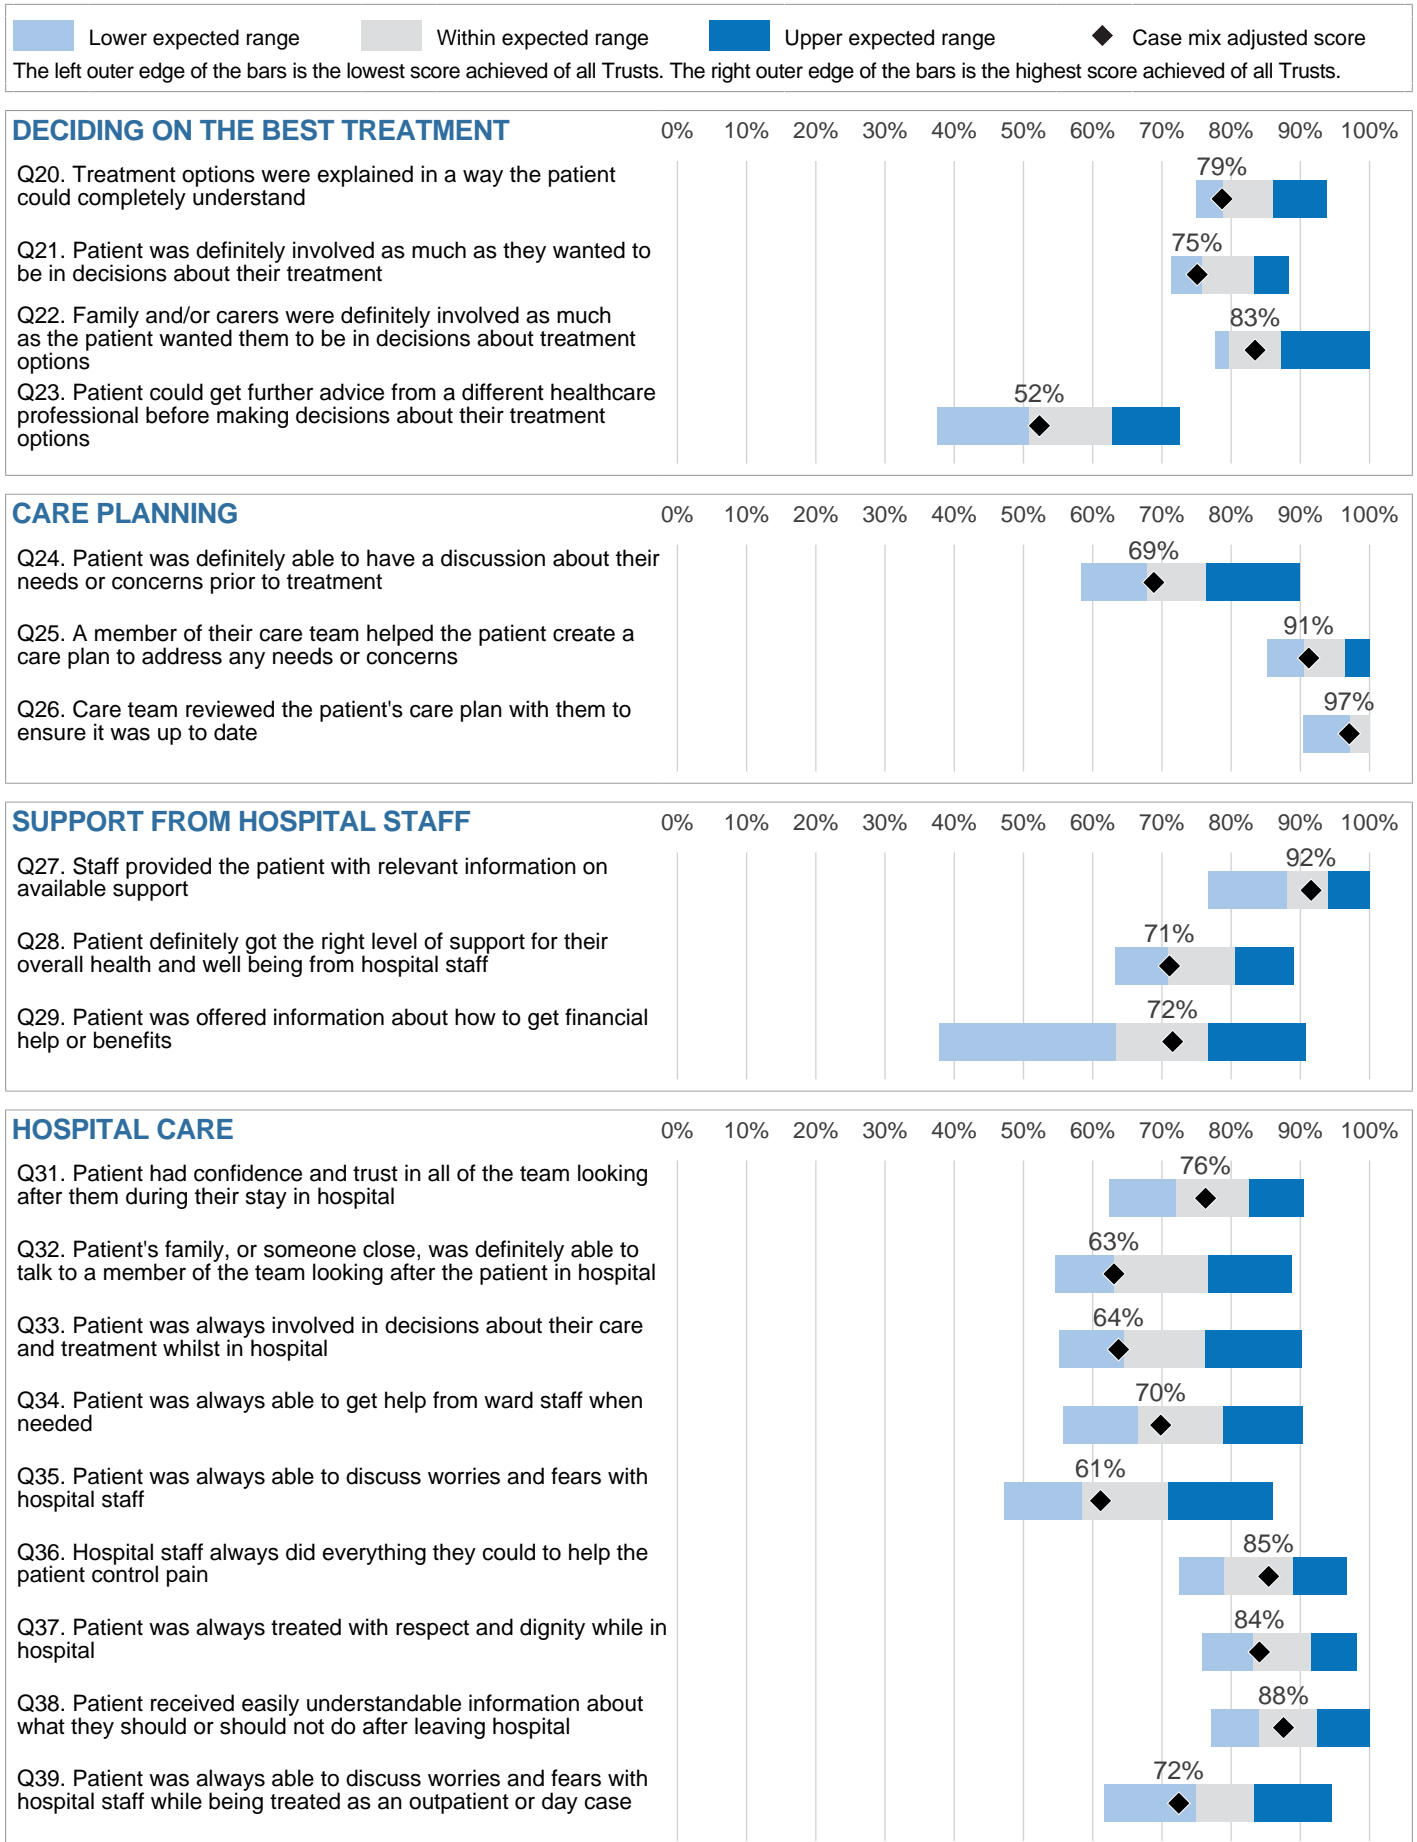 Lower expected range Within expected range Upper expected range Case mix adjusted score
The left outer edge of the bars is the lowest score achieved of all Trusts. The right outer edge of the bars is the highest score achieved of all Trusts.
DECIDING ON THE BEST TREATMENT 0% 10% 20% 30% 40% 50% 60% 70% 80% 90% 100%
Q20. Treatment options were explained in a way the patient
could completely understand
79%
Q21. Patient was definitely involved as much as they wanted to
be in decisions about their treatment
75%
Q22. Family and/or carers were definitely involved as much
as the patient wanted them to be in decisions about treatment
options
83%
Q23. Patient could get further advice from a different healthcare
professional before making decisions about their treatment
options
52%
CARE PLANNING 0% 10% 20% 30% 40% 50% 60% 70% 80% 90% 100%
Q24. Patient was definitely able to have a discussion about their
needs or concerns prior to treatment
69%
Q25. A member of their care team helped the patient create a
care plan to address any needs or concerns
91%
Q26. Care team reviewed the patient's care plan with them to
ensure it was up to date
97%
SUPPORT FROM HOSPITAL STAFF 0% 10% 20% 30% 40% 50% 60% 70% 80% 90% 100%
Q27. Staff provided the patient with relevant information on
available support
92%
Q28. Patient definitely got the right level of support for their
overall health and well being from hospital staff
71%
Q29. Patient was offered information about how to get financial
help or benefits
72%
HOSPITAL CARE 0% 10% 20% 30% 40% 50% 60% 70% 80% 90% 100%
Q31. Patient had confidence and trust in all of the team looking
after them during their stay in hospital
76%
Q32. Patient's family, or someone close, was definitely able to
talk to a member of the team looking after the patient in hospital
63%
Q33. Patient was always involved in decisions about their care
and treatment whilst in hospital
64%
Q34. Patient was always able to get help from ward staff when
needed
70%
Q35. Patient was always able to discuss worries and fears with
hospital staff
61%
Q36. Hospital staff always did everything they could to help the
patient control pain
85%
Q37. Patient was always treated with respect and dignity while in
hospital
84%
Q38. Patient received easily understandable information about
what they should or should not do after leaving hospital
88%
Q39. Patient was always able to discuss worries and fears with
hospital staff while being treated as an outpatient or day case
72%